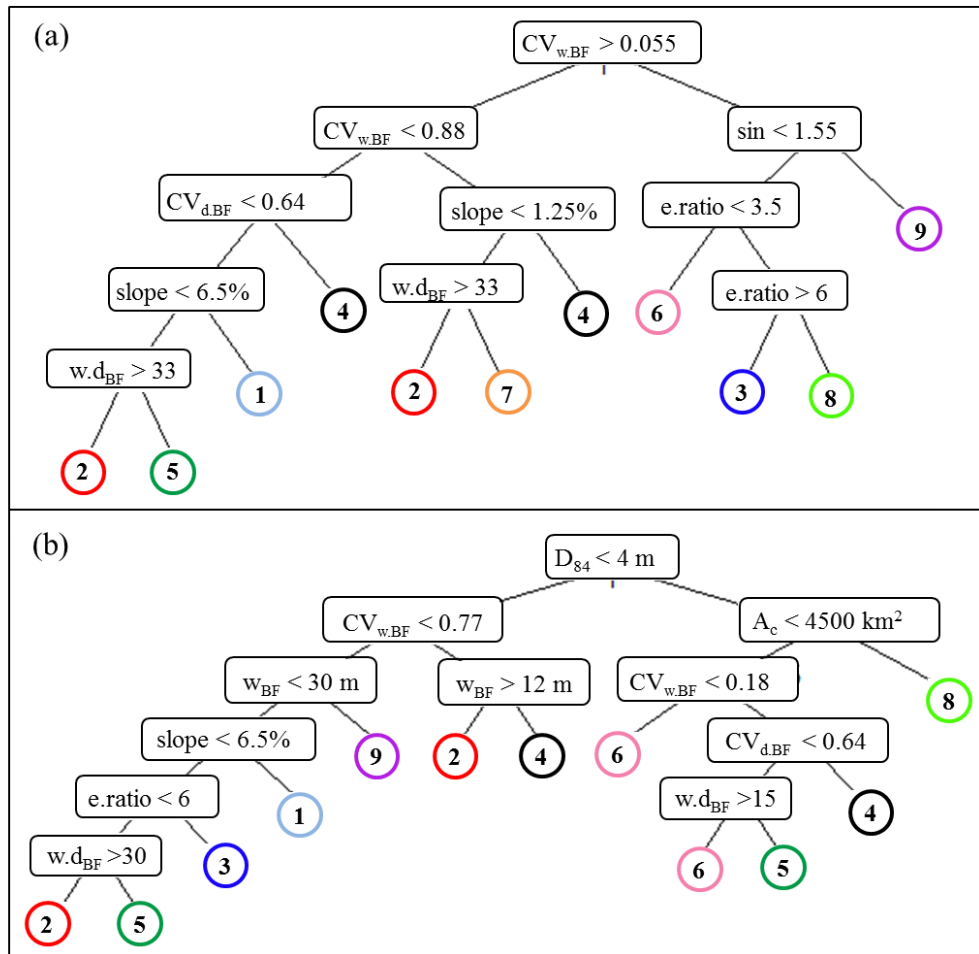 (a)
CV_w.BF > 0.055
CV_w.BF < 0.88
sin < 1.55
CV_d.BF < 0.64
slope < 1.25%
e.ratio < 3.5
9
slope < 6.5%
4
w.d_BF > 33
4
6
e.ratio > 6
w.d_BF > 33
1
2
7
3
8
2
5
(b)
D_84 < 4 m
CV_w.BF < 0.77
A_c < 4500 km²
w_BF < 30 m
w_BF > 12 m
CV_w.BF < 0.18
8
slope < 6.5%
9
2
4
6
CV_d.BF < 0.64
e.ratio < 6
1
w.d_BF >15
4
w.d_BF >30
3
6
5
2
5